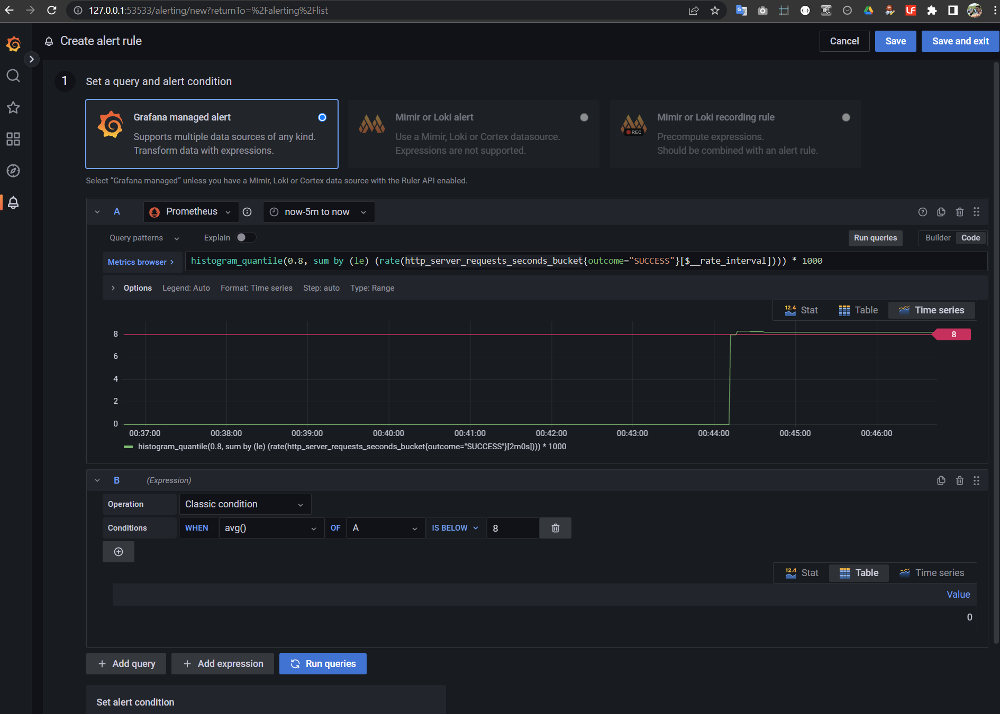 127.0.0.1:53533/alerting/new?returnTo=%2Falerting%2Flist
LF
Create alert rule
Cancel
Save
Save and exit
1
Set a query and alert condition
Grafana managed alert
Supports multiple data sources of any kind.
Transform data with expressions.
Mimir or Loki alert
Use a Mimir, Loki or Cortex datasource.
Expressions are not supported.
REC
Mimir or Loki recording rule
Precompute expressions.
Should be combined with an alert rule.
Select “Grafana managed” unless you have a Mimir, Loki or Cortex data source with the Ruler API enabled.
A
Prometheus
now-5m to now
Query patterns
Explain
Run queries
Builder
Code
Metrics browser >
histogram_quantile(0.8, sum by (le) (rate(http_server_requests_seconds_bucket{outcome="SUCCESS"}[$__rate_interval]))) * 1000
Options Legend: Auto Format: Time series Step: auto Type: Range
12.4 Stat
Table
Time series
8
6
4
2
0
8
00:37:00 00:38:00 00:39:00 00:40:00 00:41:00 00:42:00 00:43:00 00:44:00 00:45:00 00:46:00
histogram_quantile(0.8, sum by (le) (rate(http_server_requests_seconds_bucket{outcome="SUCCESS"}[2m0s]))) * 1000
B
(Expression)
Operation
Classic condition
Conditions
WHEN avg() OF A IS BELOW 8
12.4 Stat
Table
Time series
Value
0
+ Add query
+ Add expression
Run queries
Set alert condition